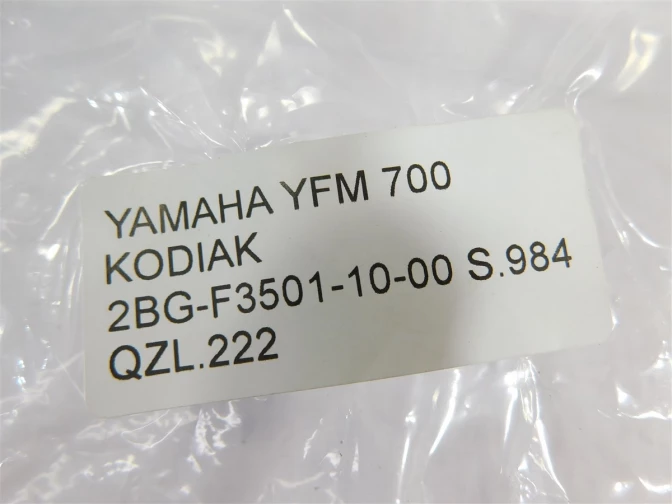 YAMAHA YFM 700
KODIAK
2BG-F3501-10-00 S.984
QZL.222